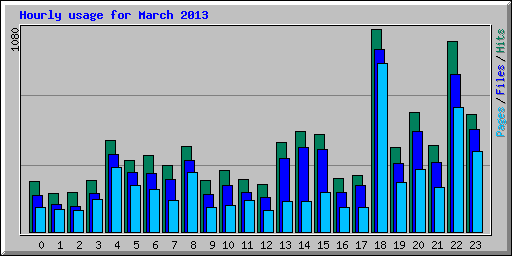 Hourly usage for March 2013
1080
Pages / Files / Hits
0 1 2 3 4 5 6 7 8 9 10 11 12 13 14 15 16 17 18 19 20 21 22 23